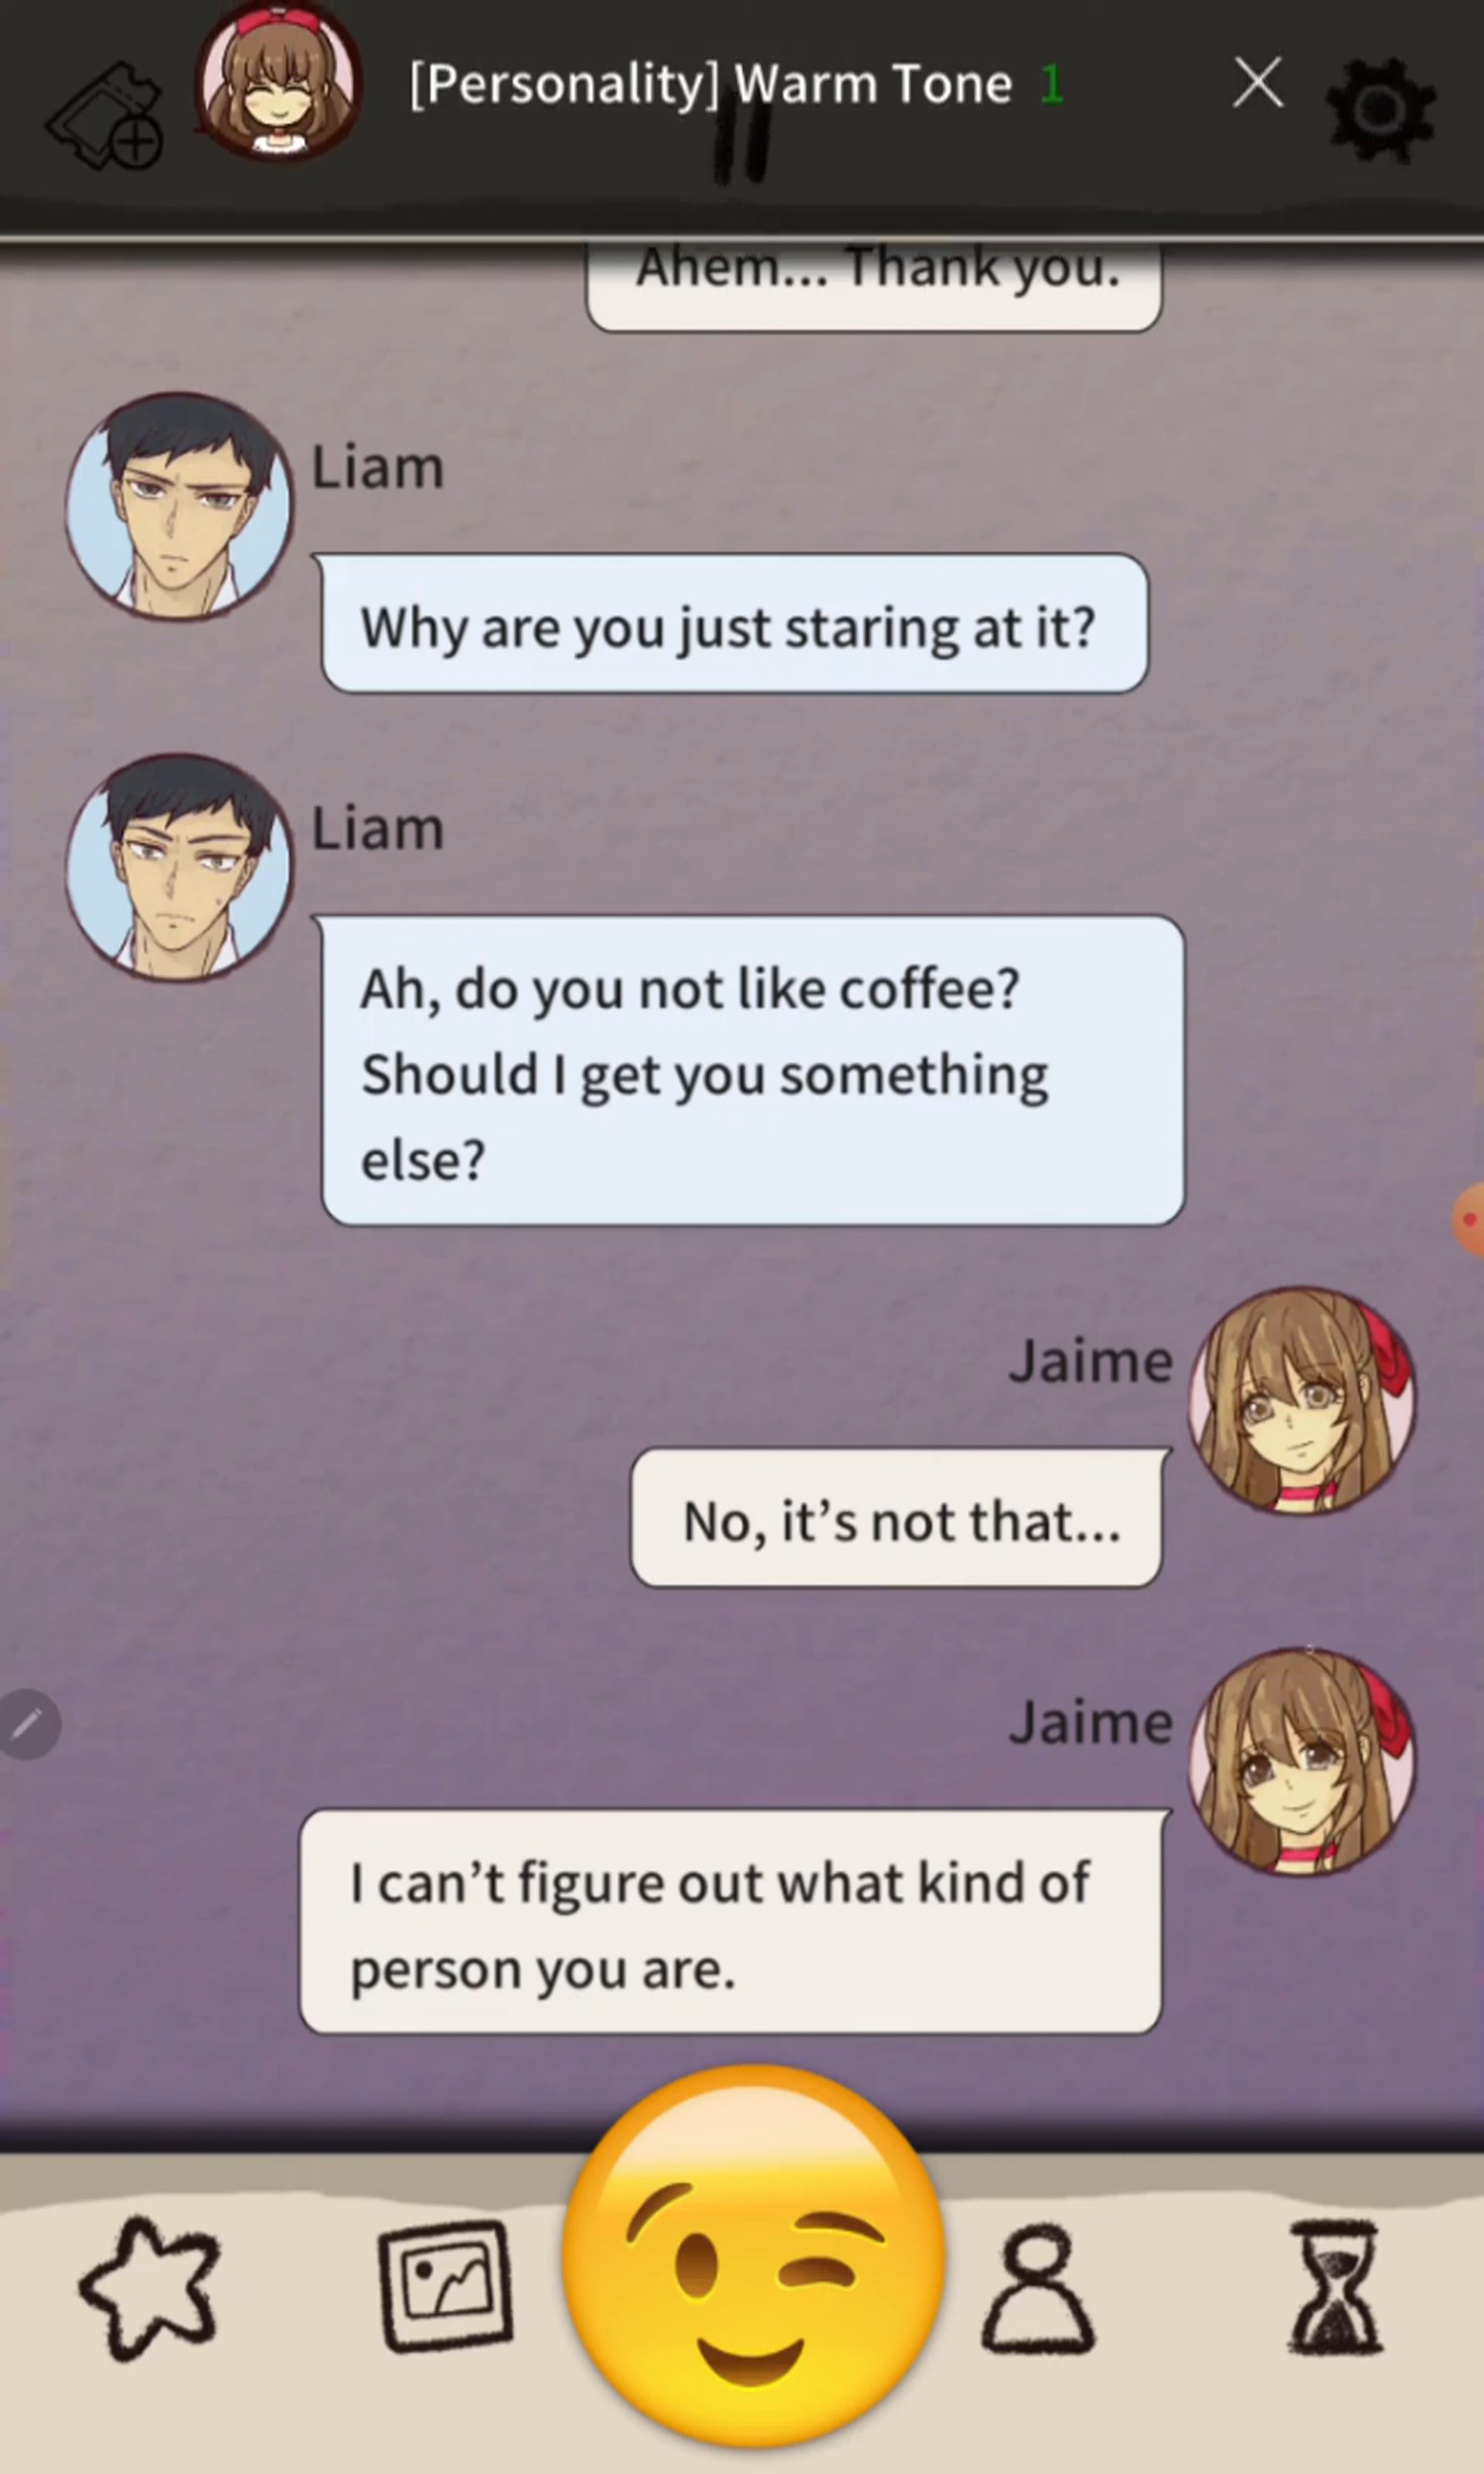 [Personality] Warm Tone 1
Ahem... Thank you.
Liam
Why are you just staring at it?
Liam
Ah, do you not like coffee?
Should I get you something
else?
Jaime
No, it's not that...
Jaime
I can't figure out what kind of
person you are.